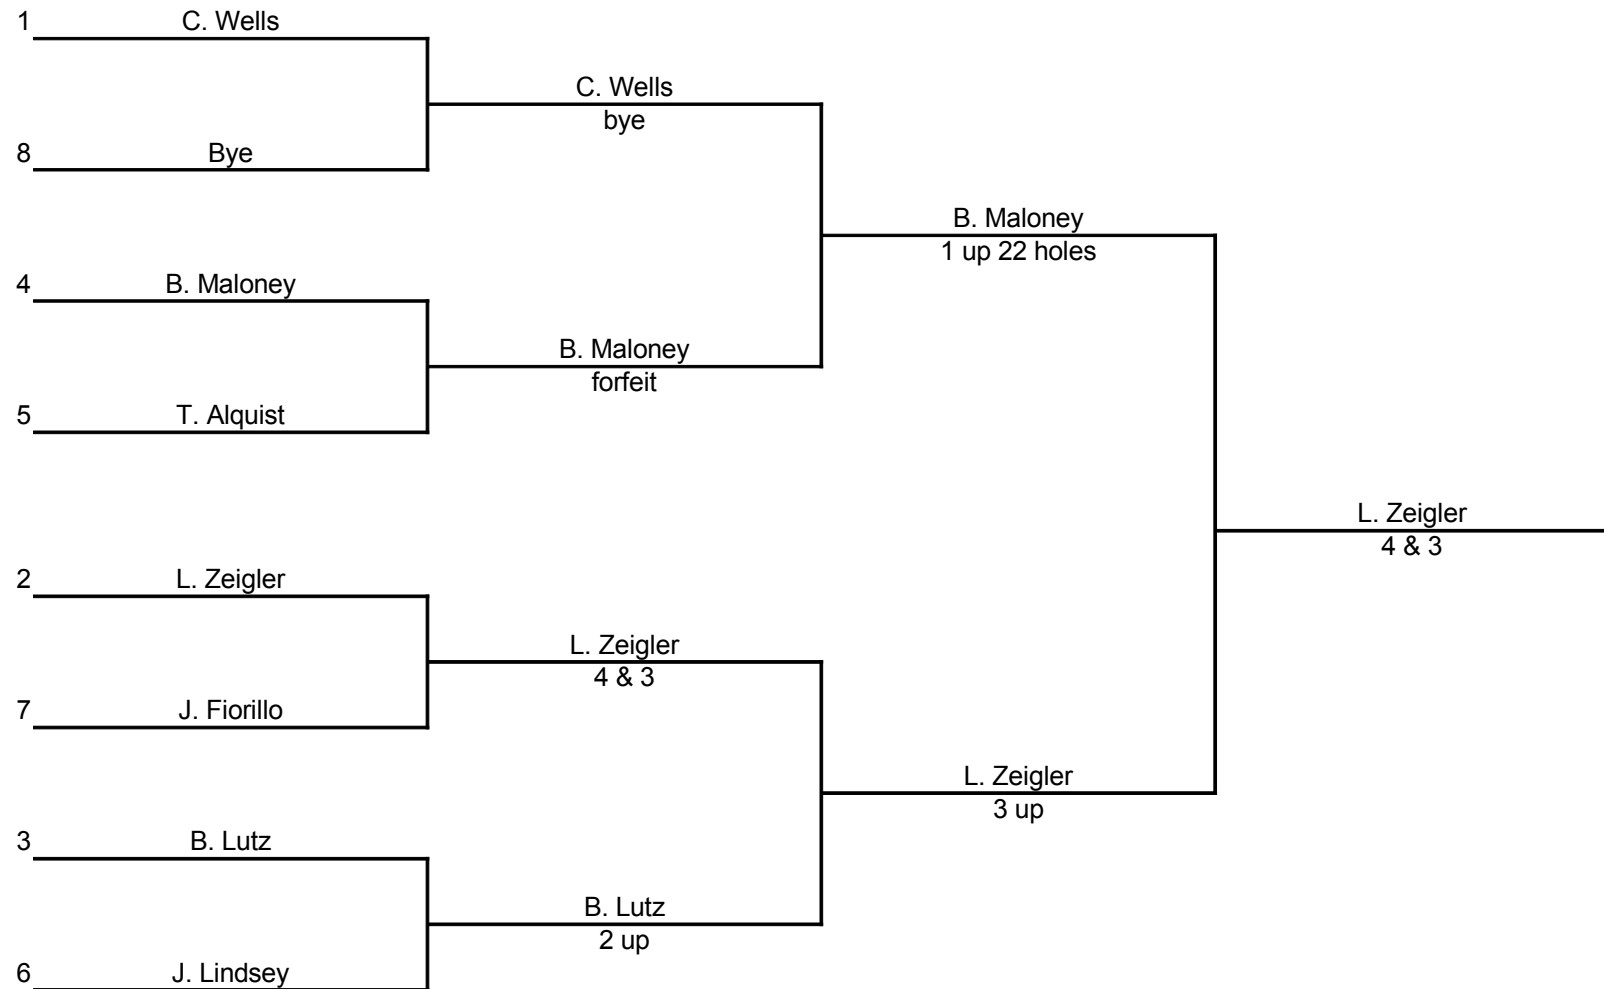 1 C. Wells
C. Wells
bye
8 Bye
B. Maloney
1 up 22 holes
4 B. Maloney
B. Maloney
forfeit
5 T. Alquist
L. Zeigler
4 & 3
2 L. Zeigler
L. Zeigler
4 & 3
7 J. Fiorillo
L. Zeigler
3 up
3 B. Lutz
B. Lutz
2 up
6 J. Lindsey